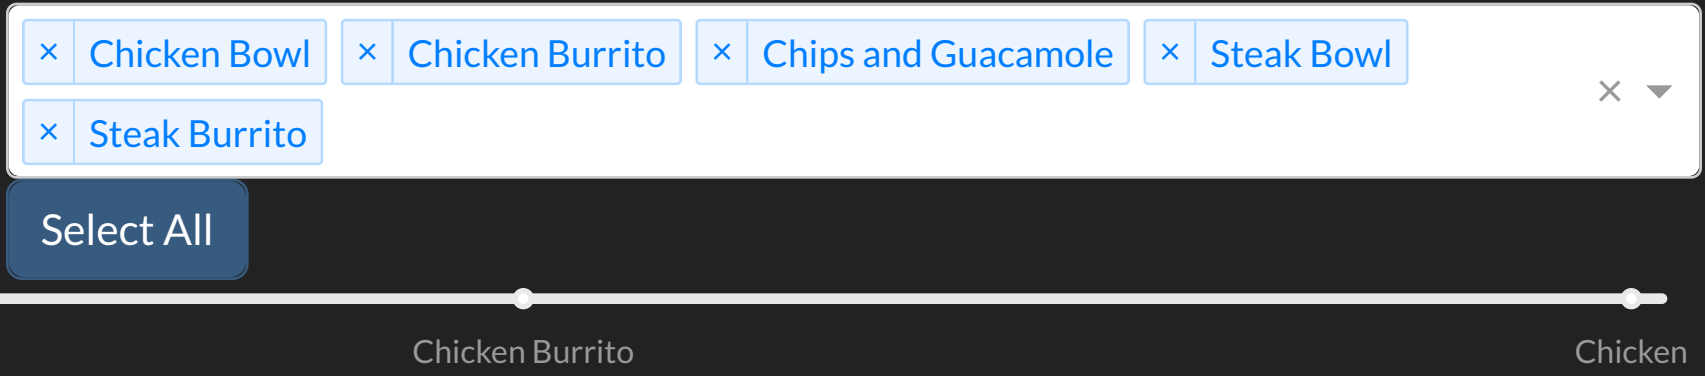 × Chicken Bowl × Chicken Burrito × Chips and Guacamole × Steak Bowl
× Steak Burrito
Select All
Chicken Burrito Chicken